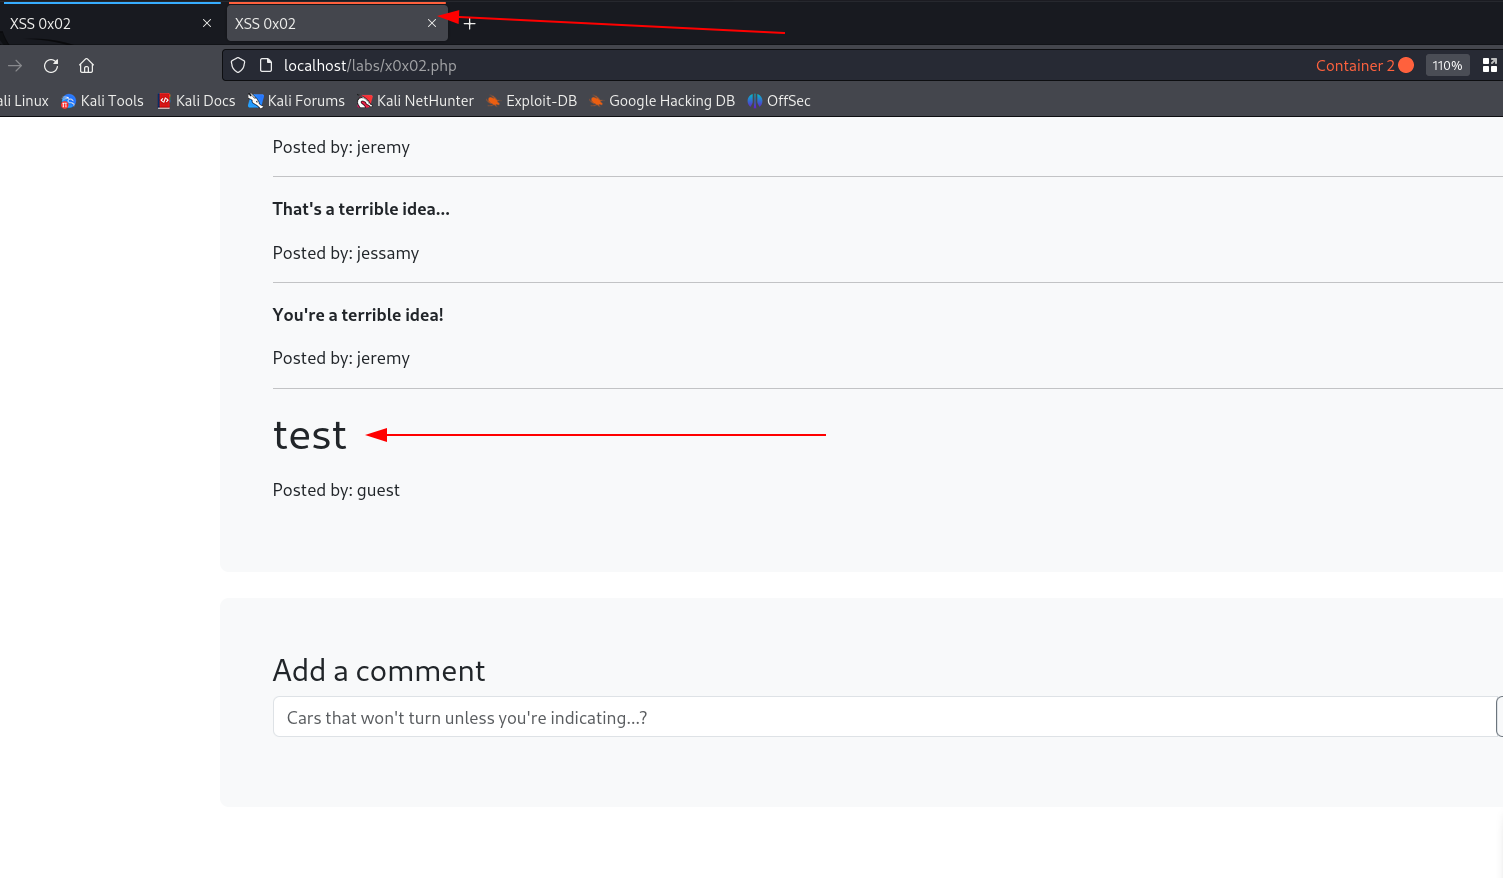 XSS 0x02
XSS 0x02
localhost/labs/x0x02.php
Container 2
110%
ali Linux
Kali Tools
Kali Docs
Kali Forums
Kali NetHunter
Exploit-DB
Google Hacking DB
OffSec
Posted by: jeremy
That's a terrible idea...
Posted by: jessamy
You're a terrible idea!
Posted by: jeremy
test
Posted by: guest
Add a comment
Cars that won't turn unless you're indicating...?